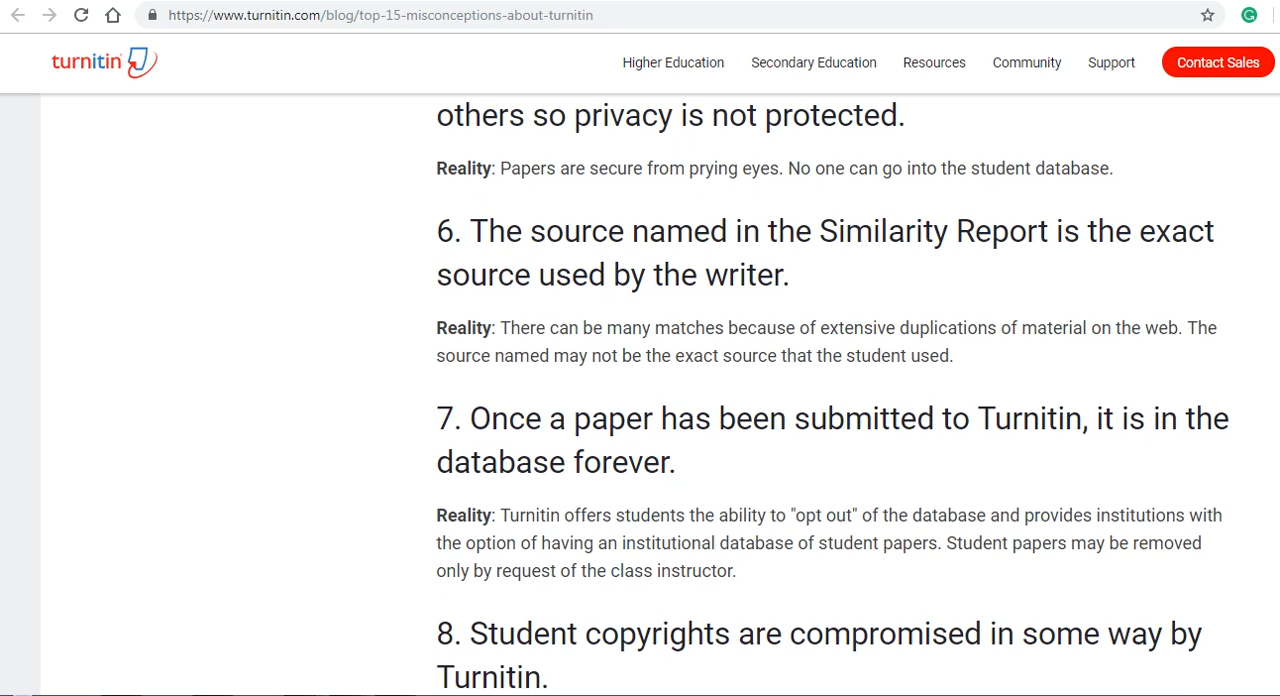 https://www.turnitin.com/blog/top-15-misconceptions-about-turnitin
turnitin
Higher Education Secondary Education Resources Community Support Contact Sales
others so privacy is not protected.
Reality: Papers are secure from prying eyes. No one can go into the student database.
6. The source named in the Similarity Report is the exact
source used by the writer.
Reality: There can be many matches because of extensive duplications of material on the web. The
source named may not be the exact source that the student used.
7. Once a paper has been submitted to Turnitin, it is in the
database forever.
Reality: Turnitin offers students the ability to "opt out" of the database and provides institutions with
the option of having an institutional database of student papers. Student papers may be removed
only by request of the class instructor.
8. Student copyrights are compromised in some way by
Turnitin.